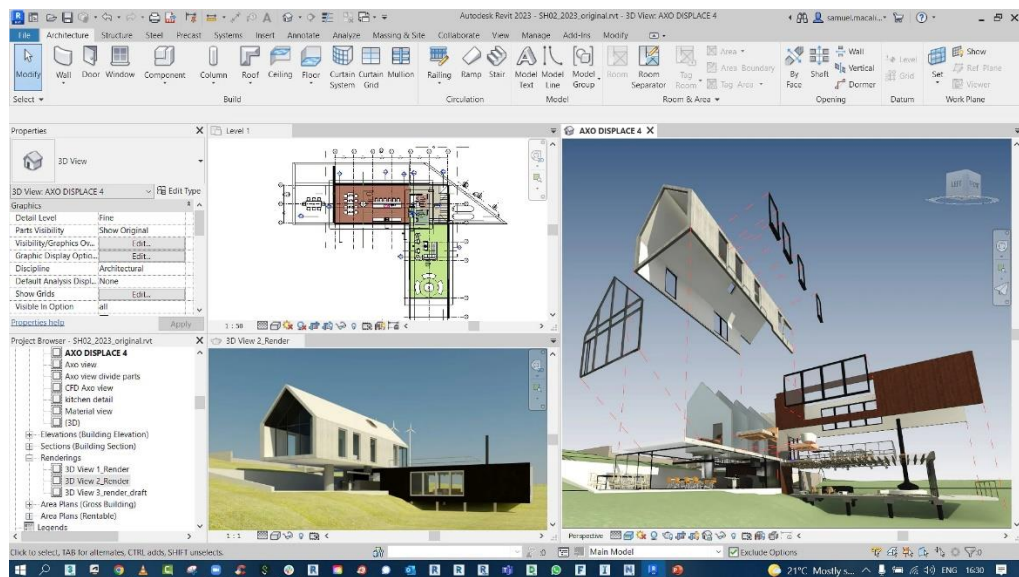 Autodesk Revit 2023 - SH02_2023_original.rvt - 3D View: AXO DISPLACE 4
samuel.macai...
File Architecture Structure Steel Precast Systems Insert Annotate Analyze Massing & Site Collaborate View Manage Add-Ins Modify
Modify Wall Door Window Component Column Roof Ceiling Floor Curtain System Curtain Grid Mullion Railing Ramp Stair Model Text Model Line Model Group Room Room Separator Tag Room Area Area Boundary Tag Area By Face Shaft Wall Vertical Dormer Level Grid Set Show Ref Plane Viewer
Select Build Circulation Model Room & Area Opening Datum Work Plane
Properties
Level 1
AXO DISPLACE 4
3D View
3D View: AXO DISPLACE 4 Edit Type
Graphics
Detail Level Fine
Parts Visibility Show Original
Visibility/Graphics Ov... Edit...
Graphic Display Optio... Edit...
Discipline Architectural
Default Analysis Displ... None
Show Grids Edit...
Visible In Option all
Properties help Apply
1 : 50
Project Browser - SH02_2023_original.rvt
3D View 2_Render
AXO DISPLACE 4
Axo view
Axo view divide parts
CFD Axo view
kitchen detail
Material view
{3D}
Elevations (Building Elevation)
Sections (Building Section)
Renderings
3D View 1_Render
3D View 2_Render
3D View 3_render_draft
Area Plans (Gross Building)
Area Plans (Rentable)
Legends
1 : 1
Perspective
Click to select, TAB for alternates, CTRL adds, SHIFT unselects.
:0
Main Model
Exclude Options
:0
21°C Mostly s... ENG 16:30